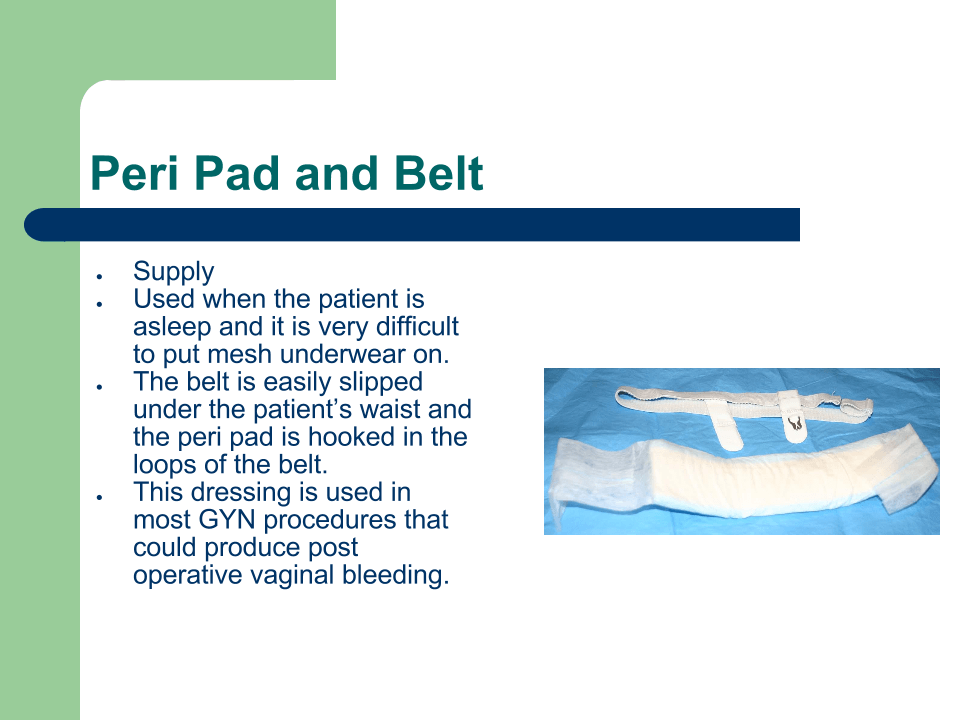 Peri Pad and Belt
● Supply
● Used when the patient is
asleep and it is very difficult
to put mesh underwear on.
● The belt is easily slipped
under the patient’s waist and
the peri pad is hooked in the
loops of the belt.
● This dressing is used in
most GYN procedures that
could produce post
operative vaginal bleeding.